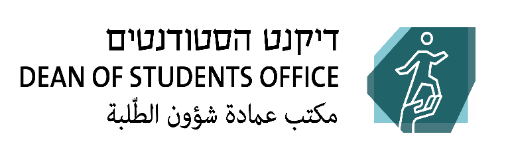 דיקנט הסטודנטים
DEAN OF STUDENTS OFFICE
مكتب عمادة شؤون الطّلبة